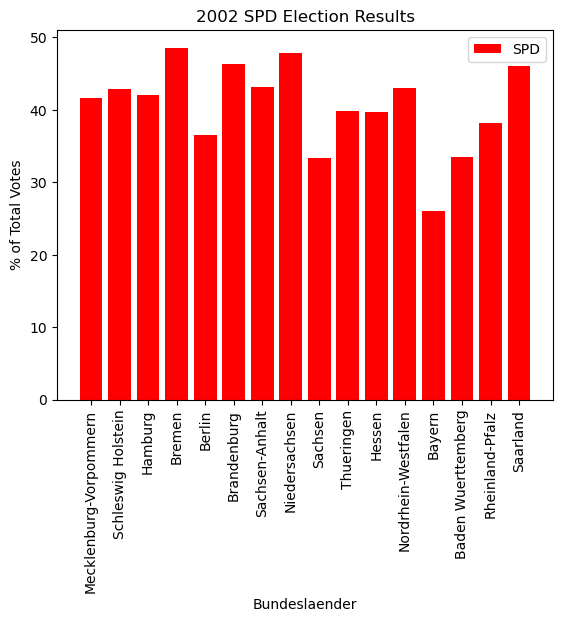 2002 SPD Election Results
SPD
% of Total Votes
50
40
30
20
10
0
Mecklenburg-Vorpommern
Schleswig Holstein
Hamburg
Bremen
Berlin
Brandenburg
Sachsen-Anhalt
Niedersachsen
Sachsen
Thueringen
Hessen
Nordrhein-Westfalen
Bayern
Baden Wuerttemberg
Rheinland-Pfalz
Saarland
Bundeslaender